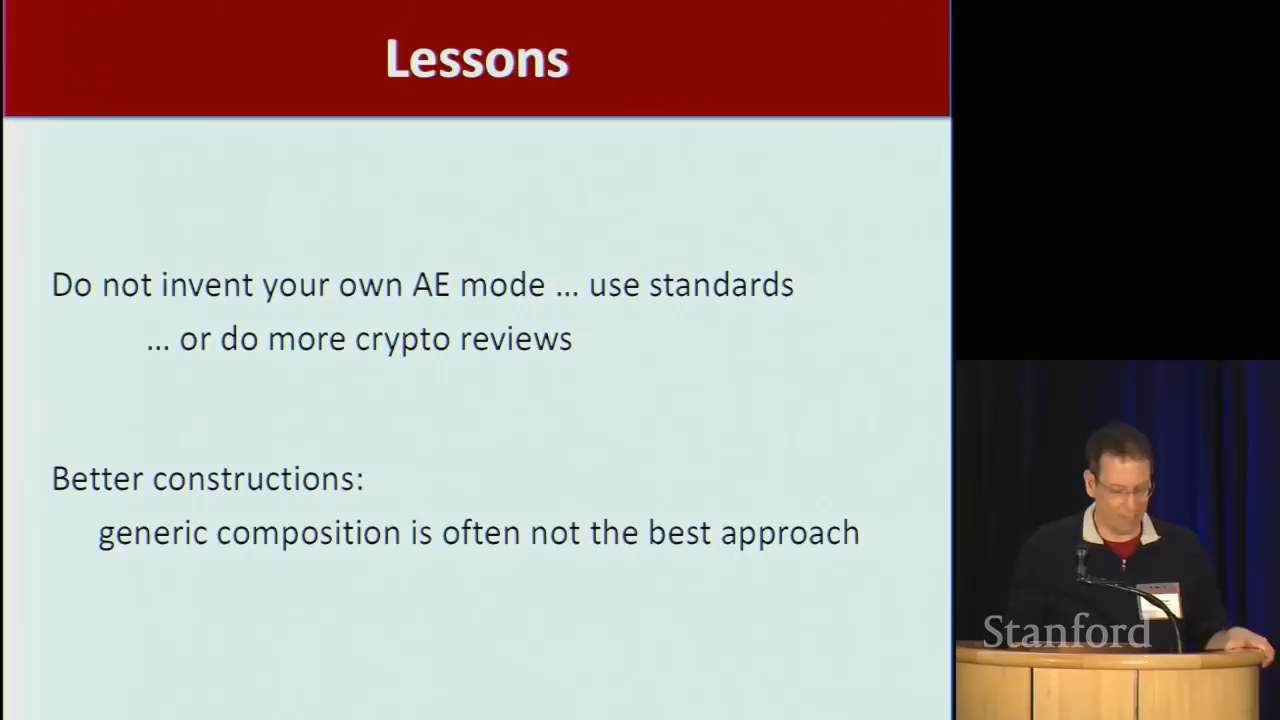 Lessons
Do not invent your own AE mode ... use standards
... or do more crypto reviews
Better constructions:
generic composition is often not the best approach
Stanford